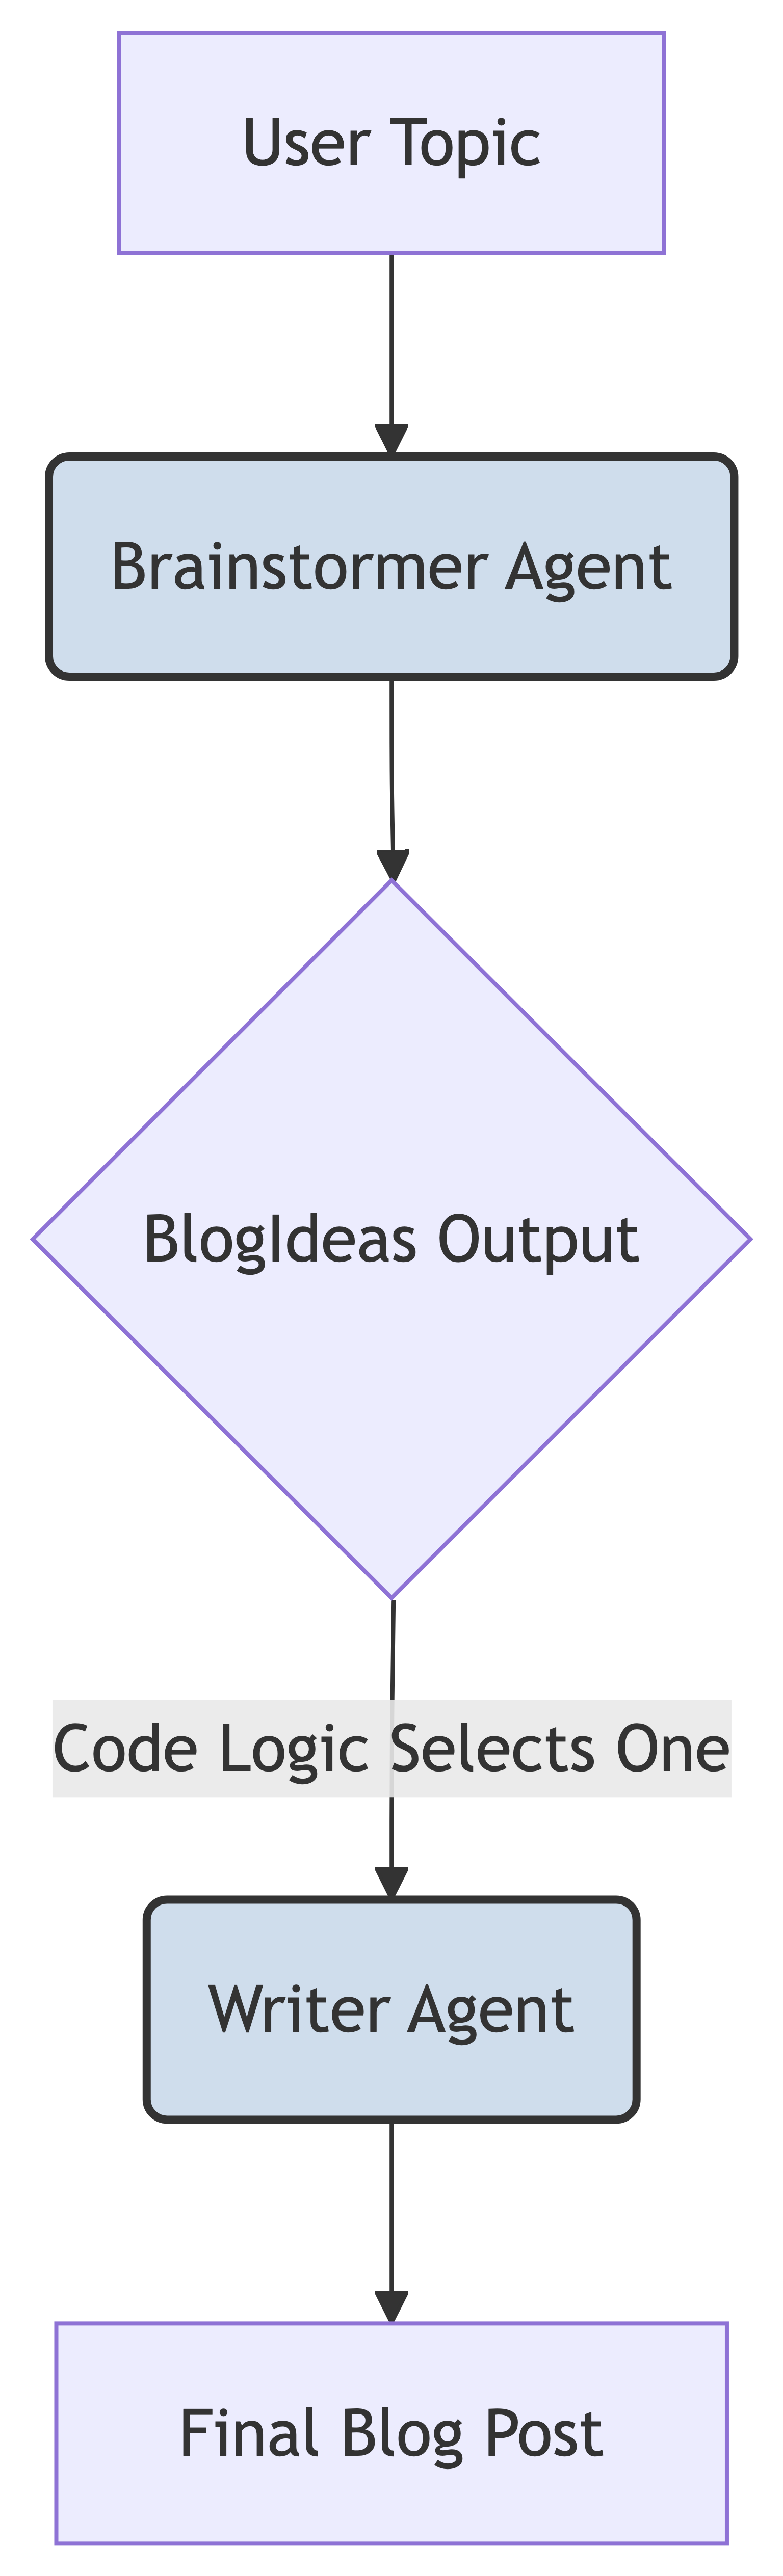 User Topic
Brainstormer Agent
BlogIdeas Output
Code Logic Selects One
Writer Agent
Final Blog Post